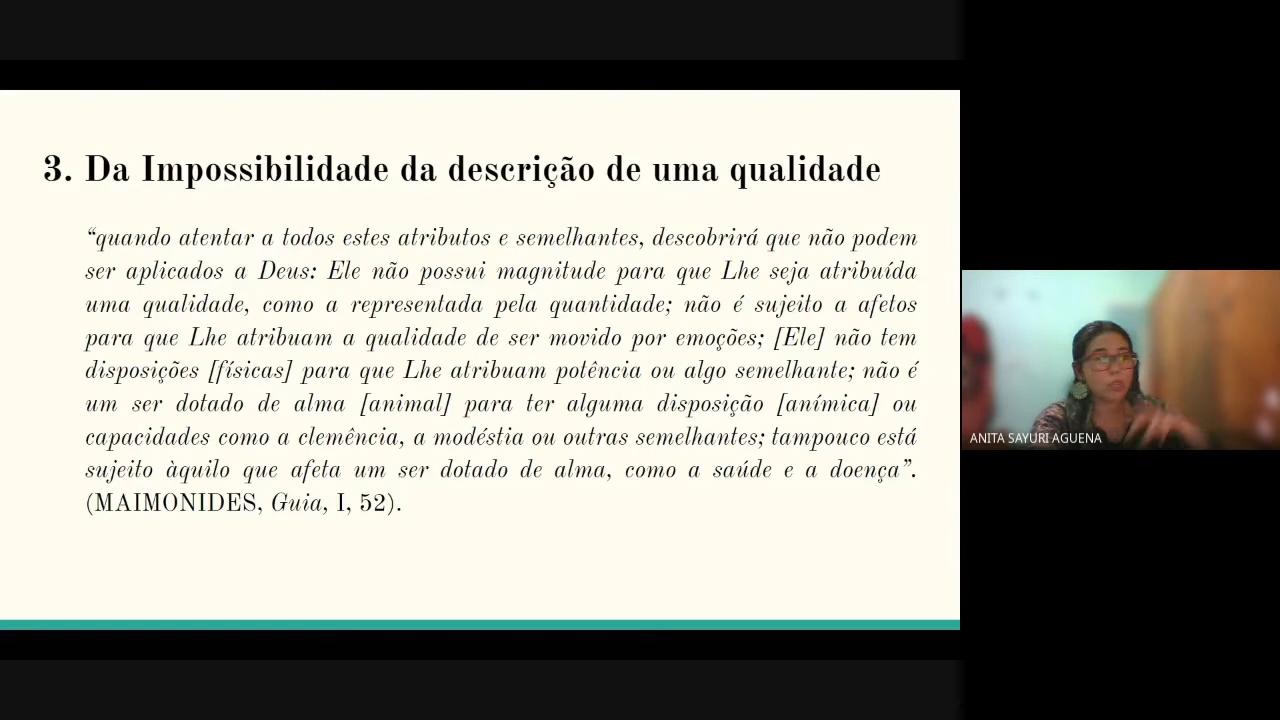 3. Da Impossibilidade da descrição de uma qualidade
“quando atentar a todos estes atributos e semelhantes, descobrirá que não podem
ser aplicados a Deus: Ele não possui magnitude para que Lhe seja atribuída
uma qualidade, como a representada pela quantidade; não é sujeito a afetos
para que Lhe atribuam a qualidade de ser movido por emoções; [Ele] não tem
disposições [físicas] para que Lhe atribuam potência ou algo semelhante; não é
um ser dotado de alma [animal] para ter alguma disposição [anímica] ou
capacidades como a clemência, a modéstia ou outras semelhantes; tampouco está
sujeito àquilo que afeta um ser dotado de alma, como a saúde e a doença”.
(MAIMONIDES, Guia, I, 52).
ANITA SAYURI AGUENA